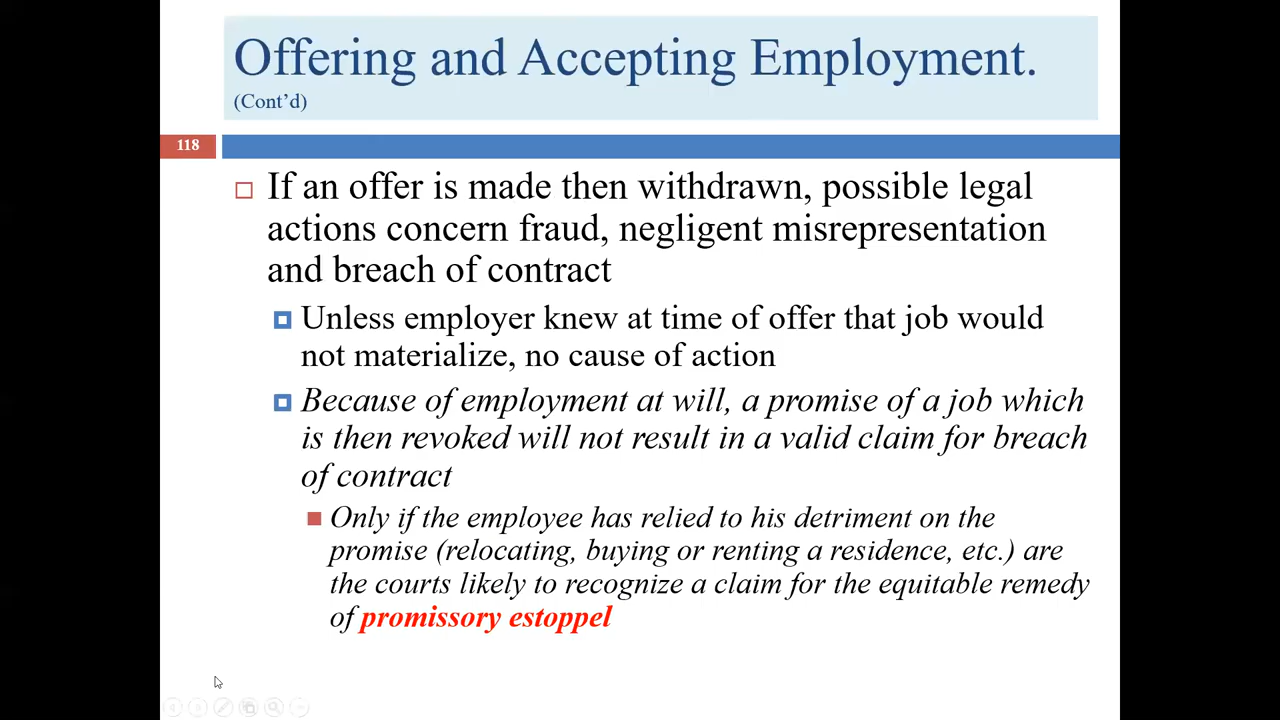 Offering and Accepting Employment.
(Cont’d)
118
If an offer is made then withdrawn, possible legal
actions concern fraud, negligent misrepresentation
and breach of contract
Unless employer knew at time of offer that job would
not materialize, no cause of action
Because of employment at will, a promise of a job which
is then revoked will not result in a valid claim for breach
of contract
Only if the employee has relied to his detriment on the
promise (relocating, buying or renting a residence, etc.) are
the courts likely to recognize a claim for the equitable remedy
of promissory estoppel